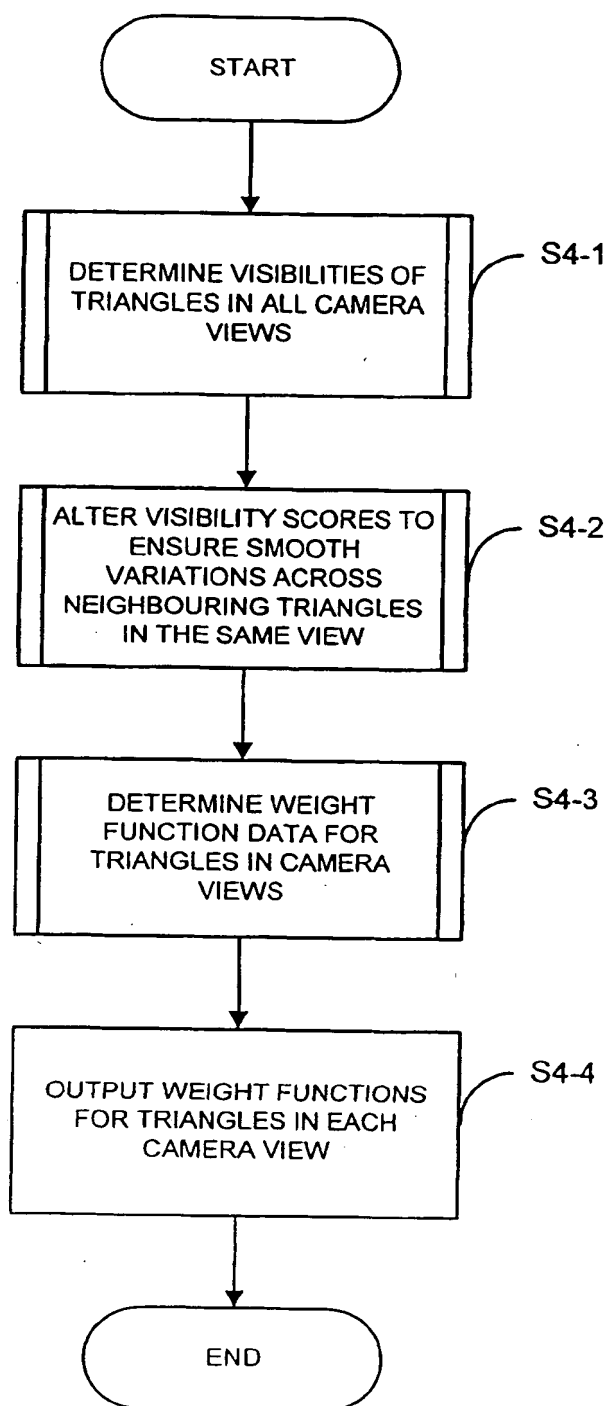 START
DETERMINE VISIBILITIES OF
TRIANGLES IN ALL CAMERA
VIEWS
S4-1
ALTER VISIBILITY SCORES TO
ENSURE SMOOTH
VARIATIONS ACROSS
NEIGHBOURING TRIANGLES
IN THE SAME VIEW
S4-2
DETERMINE WEIGHT
FUNCTION DATA FOR
TRIANGLES IN CAMERA
VIEWS
S4-3
OUTPUT WEIGHT FUNCTIONS
FOR TRIANGLES IN EACH
CAMERA VIEW
S4-4
END